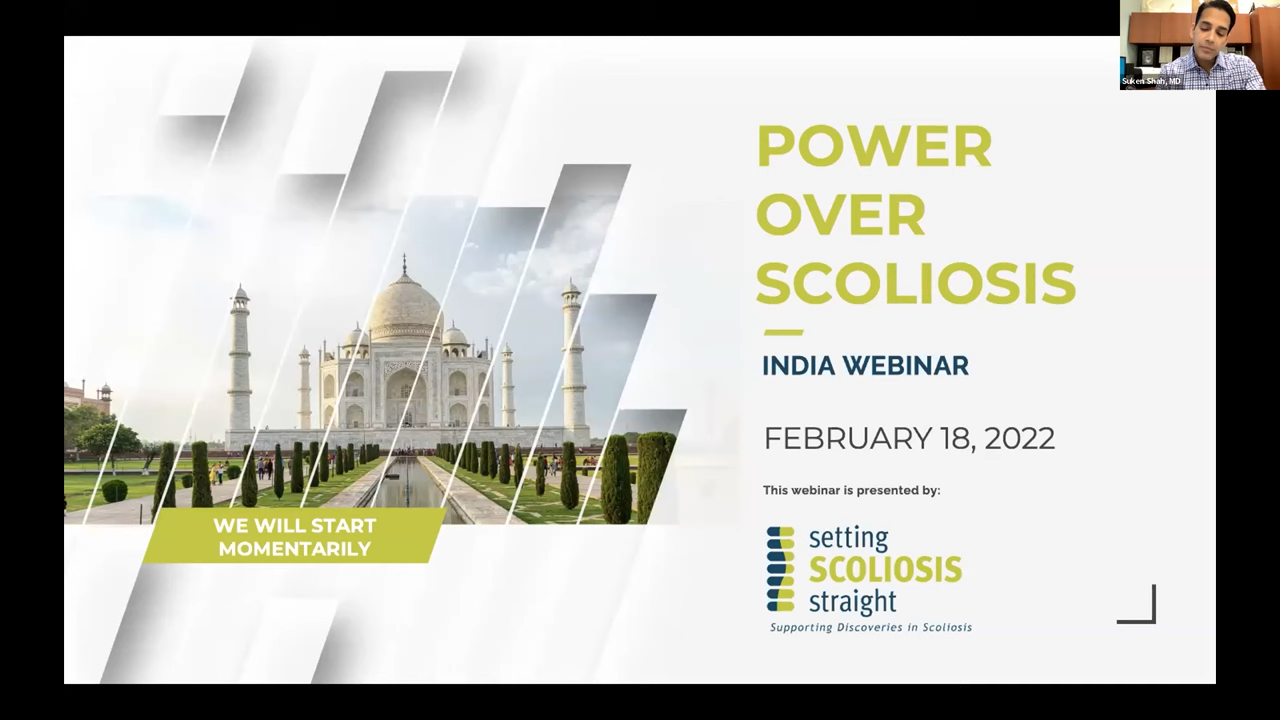 Suken Shah, MD
POWER
OVER
SCOLIOSIS
INDIA WEBINAR
FEBRUARY 18, 2022
This webinar is presented by:
setting
SCOLIOSIS
straight
Supporting Discoveries in Scoliosis
WE WILL START
MOMENTARILY